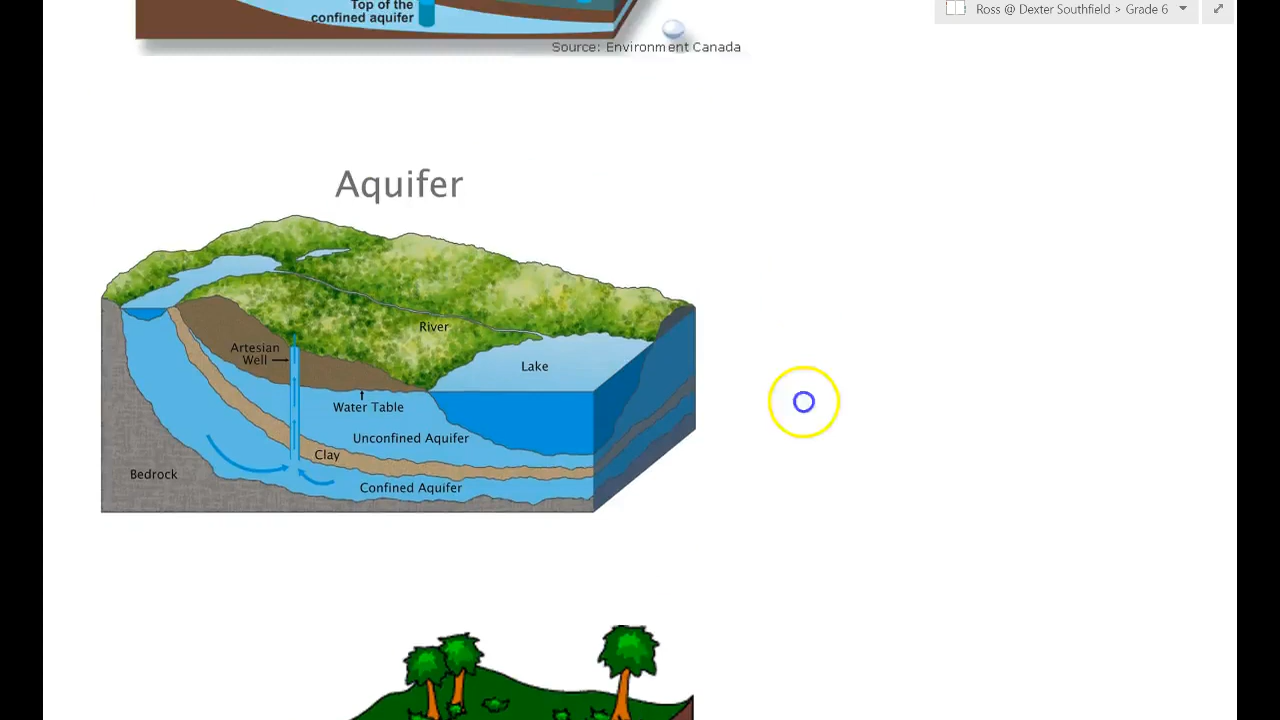 Top of the
confined aquifer
Ross @ Dexter Southfield > Grade 6
Source: Environment Canada
Aquifer
River
Artesian
Well
Lake
Water Table
Unconfined Aquifer
Clay
Bedrock
Confined Aquifer